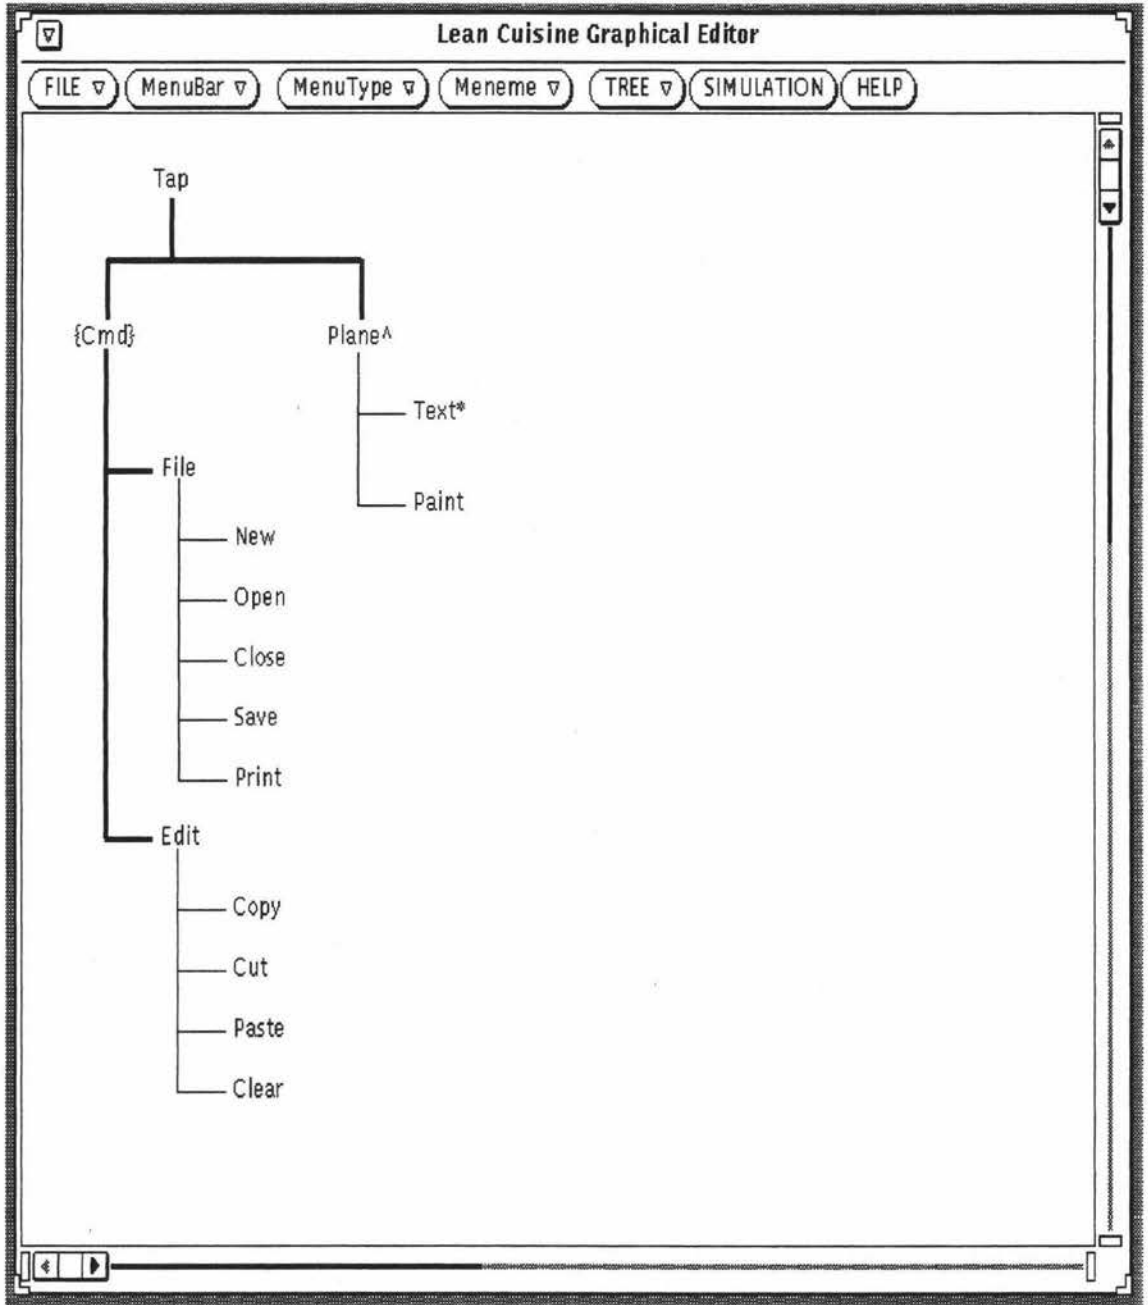 Lean Cuisine Graphical Editor
FILE MenuBar MenuType Meneme TREE SIMULATION HELP
Tap
{Cmd} Plane^
Text*
File
Paint
New
Open
Close
Save
Print
Edit
Copy
Cut
Paste
Clear